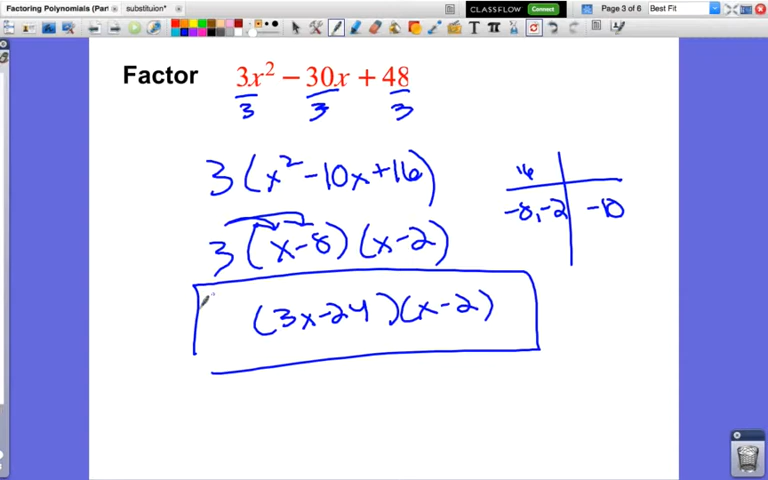 Factoring Polynomials (Par
substituion*
CLASSFLOW
Connect
Page 3 of 6
Best Fit
Factor 3x² − 30x + 48
3 3 3
3(x²-10x+16)
16
-8,-2 -10
3(x-8)(x-2)
(3x-24)(x-2)